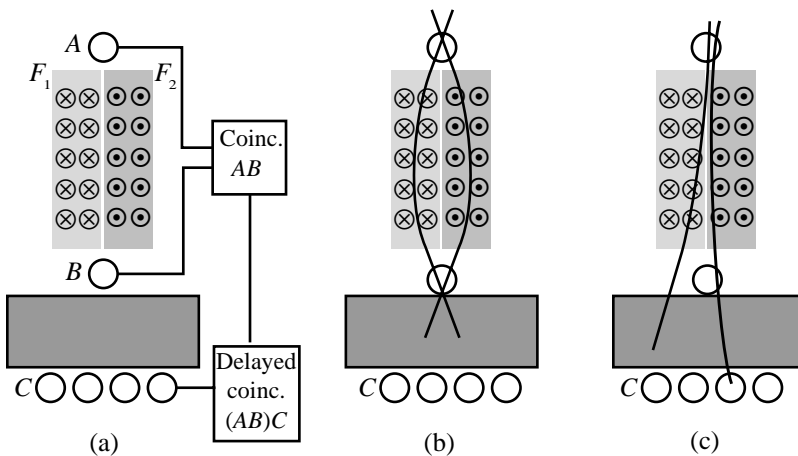 A
F₁
F₂
Coinc.
AB
B
C
Delayed
coinc.
(AB)C
(a)
C
(b)
C
(c)